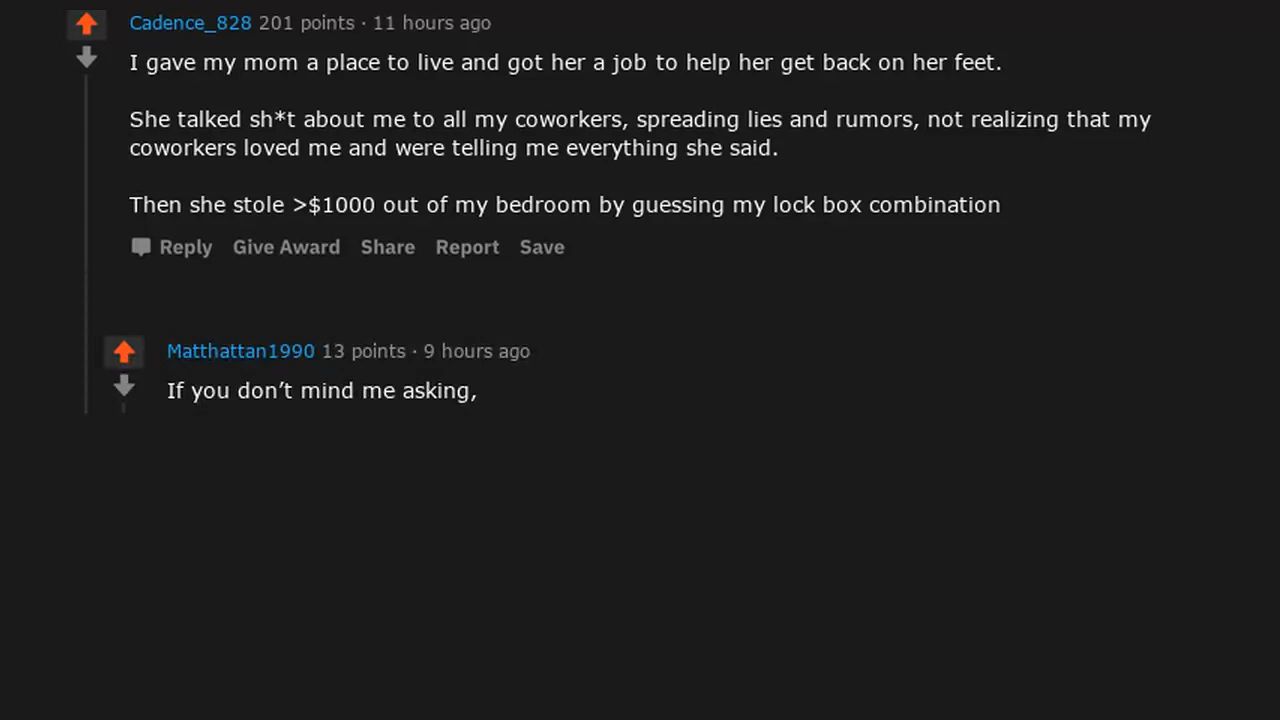 Cadence_828 201 points · 11 hours ago
I gave my mom a place to live and got her a job to help her get back on her feet.
She talked sh*t about me to all my coworkers, spreading lies and rumors, not realizing that my
coworkers loved me and were telling me everything she said.
Then she stole >$1000 out of my bedroom by guessing my lock box combination
Reply Give Award Share Report Save
Matthattan1990 13 points · 9 hours ago
If you don’t mind me asking,